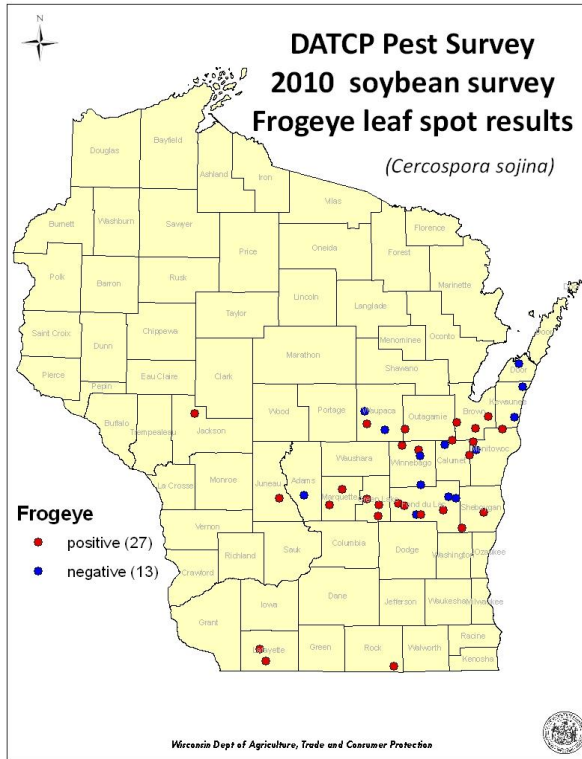 N
DATCP Pest Survey
2010 soybean survey
Frogeye leaf spot results
(Cercospora sojina)
Douglas
Bayfield
Ashland
Iron
Vilas
Florence
Burnett
Washburn
Sawyer
Price
Oneida
Forest
Marinette
Polk
Barron
Rusk
Lincoln
Langlade
Taylor
Oconto
Saint Croix
Dunn
Chippewa
Menominee
Door
Marathon
Shawano
Pierce
Pepin
Eau Claire
Clark
Kewaunee
Wood
Portage
Waupaca
Outagamie
Brown
Buffalo
Trempealeau
Jackson
Waushara
Winnebago
Calumet
Manitowoc
La Crosse
Monroe
Juneau
Adams
Marquette
Green Lake
Fond du Lac
Sheboygan
Vernon
Frogeye
positive (27)
negative (13)
Richland
Sauk
Columbia
Dodge
Washington
Ozaukee
Crawford
Iowa
Dane
Jefferson
Waukesha
Milwaukee
Grant
Lafayette
Green
Rock
Walworth
Racine
Kenosha
Wisconsin Dept of Agriculture, Trade and Consumer Protection